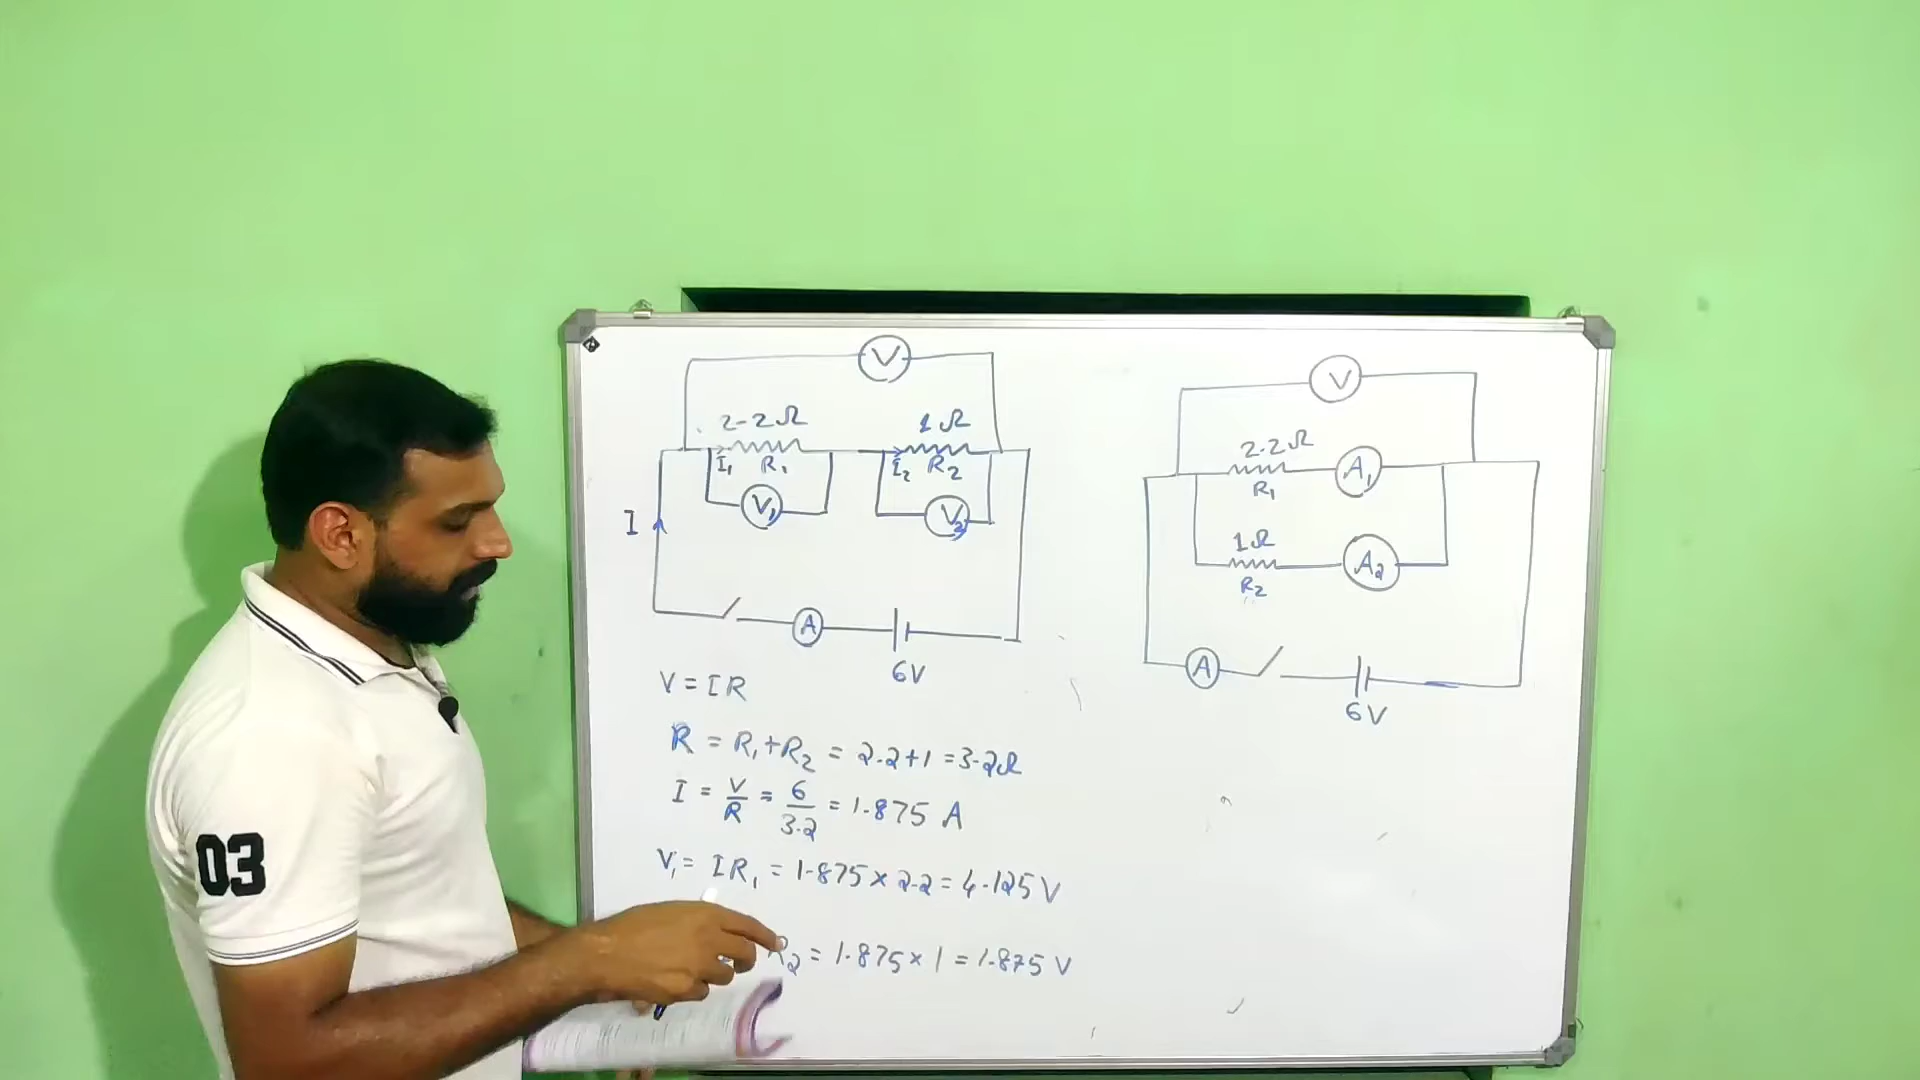 V
2-2Ω 1Ω
I₁ R₁ I₂ R₂
V₁ V₂
I
A
6V
V = IR
R = R₁+R₂ = 2.2+1 = 3.2Ω
I = V/R = 6/3.2 = 1.875 A
V₁ = IR₁ = 1.875 × 2.2 = 4.125 V
R₂ = 1.875 × 1 = 1.875 V
V
2.2Ω
R₁ A₁
1Ω
R₂ A₂
A
6V
03